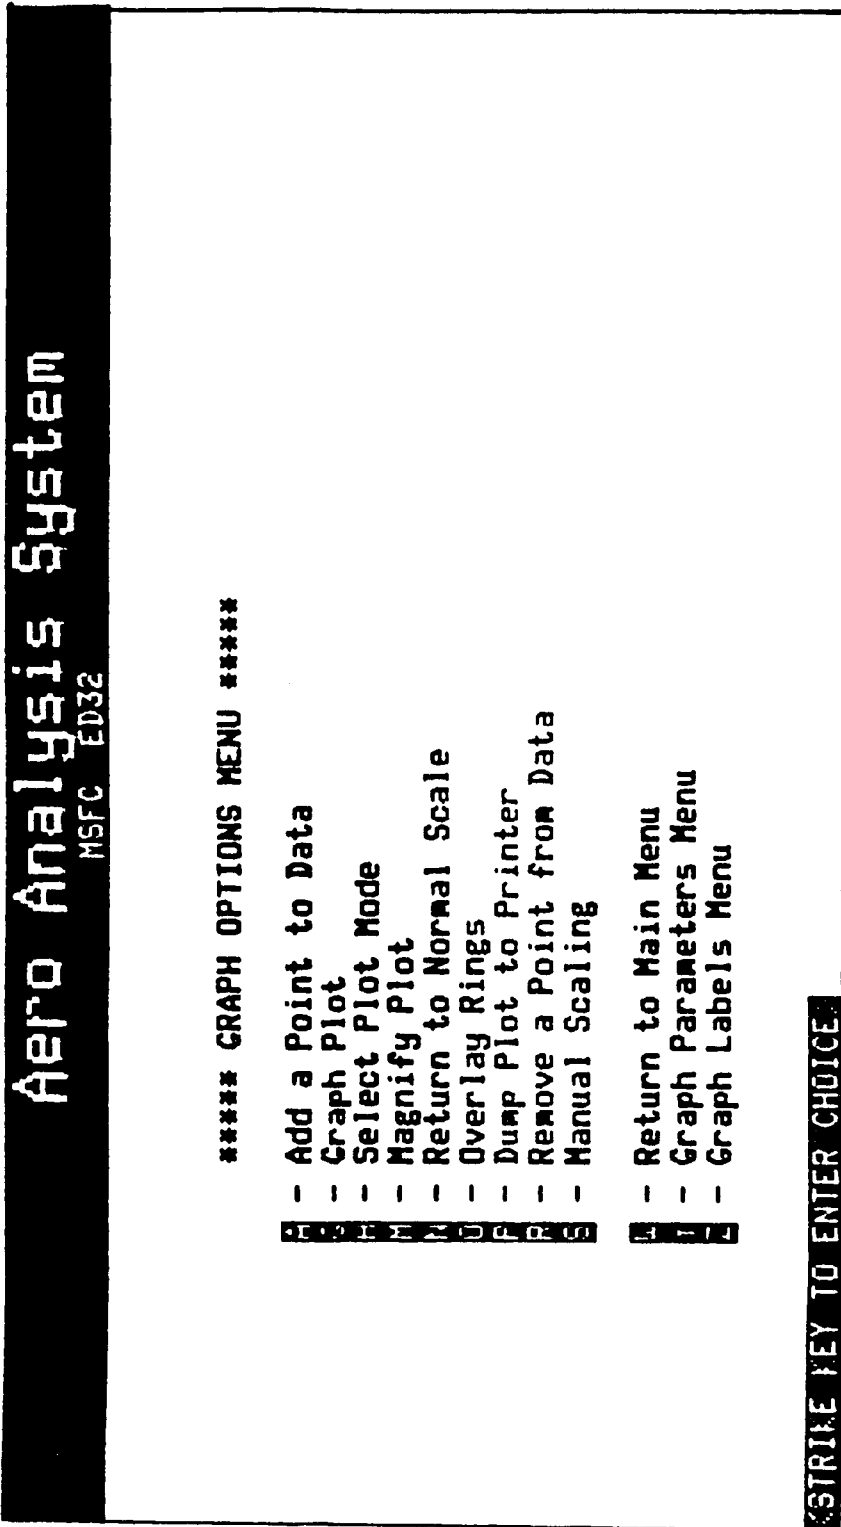 Aero Analysis System
MSFC ED32
***** GRAPH OPTIONS MENU *****
A - Add a Point to Data
G - Graph Plot
H - Select Plot Mode
M - Magnify Plot
N - Return to Normal Scale
O - Overlay Rings
P - Dump Plot to Printer
R - Remove a Point from Data
S - Manual Scaling
- Return to Main Menu
- Graph Parameters Menu
L - Graph Labels Menu
<STRIKE KEY TO ENTER CHOICE